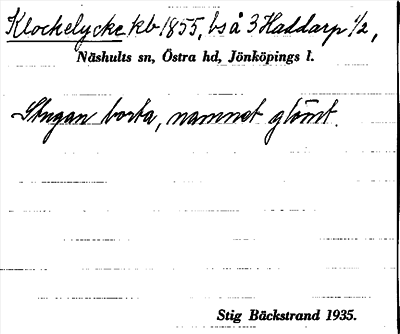 Klockelycke kb 1855, bs å 3 Haddarp 1/2,
Näshults sn, Östra hd, Jönköpings l.
Stugan borta, namnet glömt.
Stig Bäckstrand 1935.